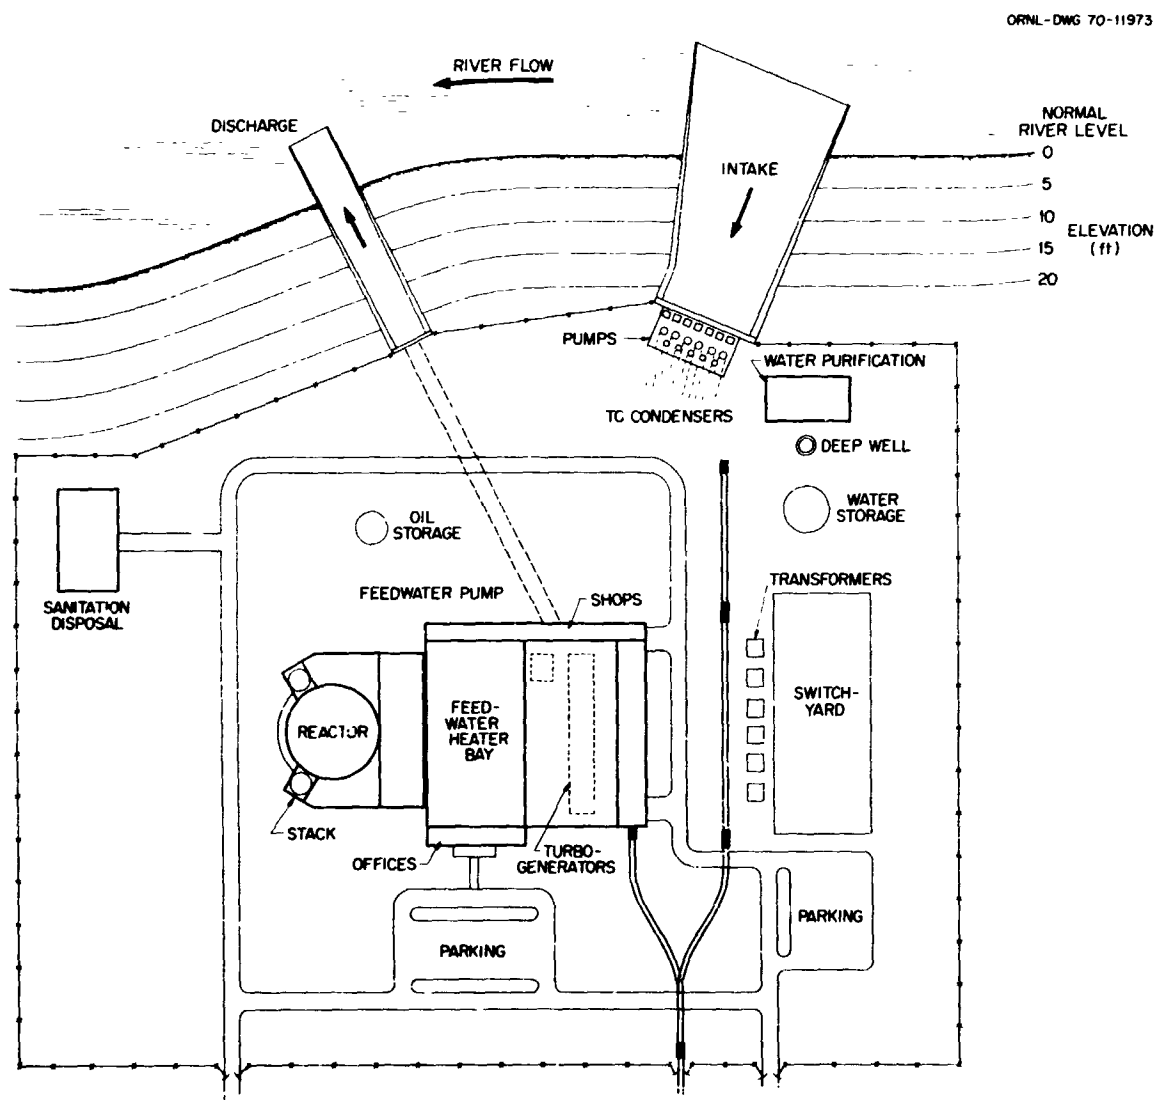 ORNL-DWG 70-11973
RIVER FLOW
DISCHARGE
NORMAL
RIVER LEVEL
0
INTAKE
5
10
ELEVATION
(ft)
15
20
PUMPS
WATER PURIFICATION
TO CONDENSERS
DEEP WELL
OIL
STORAGE
WATER
STORAGE
TRANSFORMERS
FEEDWATER PUMP
SHOPS
SANITATION
DISPOSAL
SWITCH-
YARD
FEED-
WATER
HEATER
BAY
REACTOR
STACK
OFFICES
TURBO-
GENERATORS
PARKING
PARKING